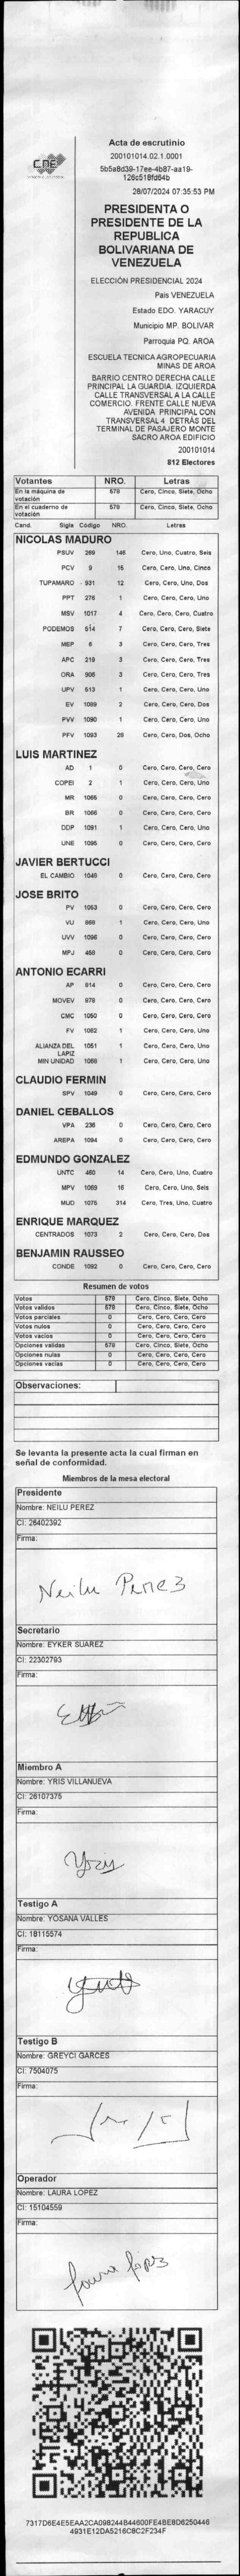 CNE
Acta de escrutinio
200101014.02.1.0001
5b5a8d39-17ee-4b87-aa19-
126c518fd64b
28/07/2024 07:35:53 PM
PRESIDENTA O
PRESIDENTE DE LA
REPUBLICA
BOLIVARIANA DE
VENEZUELA
ELECCIÓN PRESIDENCIAL 2024
Pais VENEZUELA
Estado EDO. YARACUY
Municipio MP. BOLIVAR
Parroquia PQ. AROA
ESCUELA TECNICA AGROPECUARIA
MINAS DE AROA
BARRIO CENTRO DERECHA CALLE
PRINCIPAL LA GUARDIA. IZQUIERDA
CALLE TRANSVERSAL A LA CALLE
COMERCIO. FRENTE CALLE NUEVA
AVENIDA PRINCIPAL CON
TRANSVERSAL 4 DETRÁS DEL
TERMINAL DE PASAJERO MONTE
SACRO AROA EDIFICIO
200101014
812 Electores
Votantes NRO. Letras
En la máquina de votación 578 Cero, Cinco, Siete, Ocho
En el cuaderno de votación 578 Cero, Cinco, Siete, Ocho
Cand. Sigla Código NRO. Letras
NICOLAS MADURO
PSUV 269 146 Cero, Uno, Cuatro, Seis
PCV 9 15 Cero, Cero, Uno, Cinco
TUPAMARO 931 12 Cero, Cero, Uno, Dos
PPT 276 1 Cero, Cero, Cero, Uno
MSV 1017 4 Cero, Cero, Cero, Cuatro
PODEMOS 514 7 Cero, Cero, Cero, Siete
MEP 6 3 Cero, Cero, Cero, Tres
APC 219 3 Cero, Cero, Cero, Tres
ORA 906 3 Cero, Cero, Cero, Tres
UPV 513 1 Cero, Cero, Cero, Uno
EV 1089 2 Cero, Cero, Cero, Dos
PVV 1090 1 Cero, Cero, Cero, Uno
PFV 1093 28 Cero, Cero, Dos, Ocho
LUIS MARTINEZ
AD 1 0 Cero, Cero, Cero, Cero
COPEI 2 1 Cero, Cero, Cero, Uno
MR 1065 0 Cero, Cero, Cero, Cero
BR 1066 0 Cero, Cero, Cero, Cero
DDP 1091 1 Cero, Cero, Cero, Uno
UNE 1095 0 Cero, Cero, Cero, Cero
JAVIER BERTUCCI
EL CAMBIO 1046 0 Cero, Cero, Cero, Cero
JOSE BRITO
PV 1053 0 Cero, Cero, Cero, Cero
VU 868 1 Cero, Cero, Cero, Uno
UVV 1096 0 Cero, Cero, Cero, Cero
MPJ 458 0 Cero, Cero, Cero, Cero
ANTONIO ECARRI
AP 814 0 Cero, Cero, Cero, Cero
MOVEV 978 0 Cero, Cero, Cero, Cero
CMC 1050 0 Cero, Cero, Cero, Cero
FV 1062 1 Cero, Cero, Cero, Uno
ALIANZA DEL LAPIZ 1051 1 Cero, Cero, Cero, Uno
MIN UNIDAD 1068 1 Cero, Cero, Cero, Uno
CLAUDIO FERMIN
SPV 1049 0 Cero, Cero, Cero, Cero
DANIEL CEBALLOS
VPA 236 0 Cero, Cero, Cero, Cero
AREPA 1094 0 Cero, Cero, Cero, Cero
EDMUNDO GONZALEZ
UNTC 460 14 Cero, Cero, Uno, Cuatro
MPV 1069 16 Cero, Cero, Uno, Seis
MUD 1075 314 Cero, Tres, Uno, Cuatro
ENRIQUE MARQUEZ
CENTRADOS 1073 2 Cero, Cero, Cero, Dos
BENJAMIN RAUSSEO
CONDE 1092 0 Cero, Cero, Cero, Cero
Resumen de votos
Votos 578 Cero, Cinco, Siete, Ocho
Votos validos 578 Cero, Cinco, Siete, Ocho
Votos parciales 0 Cero, Cero, Cero, Cero
Votos nulos 0 Cero, Cero, Cero, Cero
Votos vacios 0 Cero, Cero, Cero, Cero
Opciones validas 578 Cero, Cinco, Siete, Ocho
Opciones nulas 0 Cero, Cero, Cero, Cero
Opciones vacias 0 Cero, Cero, Cero, Cero
Observaciones:
Se levanta la presente acta la cual firman en
señal de conformidad.
Miembros de la mesa electoral
Presidente
Nombre: NEILU PEREZ
CI: 26402392
Firma:
Neilu Perez
Secretario
Nombre: EYKER SUAREZ
CI: 22302793
Firma:
Miembro A
Nombre: YRIS VILLANUEVA
CI: 26107375
Firma:
Testigo A
Nombre: YOSANA VALLES
CI: 18115574
Firma:
Testigo B
Nombre: GREYCI GARCES
CI: 7504075
Firma:
Operador
Nombre: LAURA LOPEZ
CI: 15104559
Firma:
Laura López
7317D6E4E5EAA2CA098244B44600FE4BE8D6250446
4931E12DA5216C8C2F234F